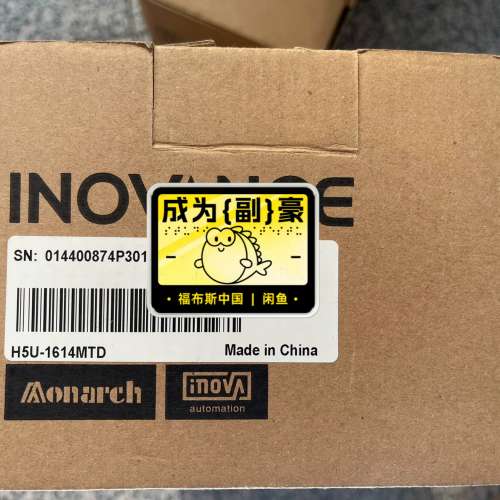 INOVANCE
成为{副}豪
SN: 014400874P301
· 福布斯中国 | 闲鱼 ·
H5U-1614MTD
Made in China
Monarch
inovA
automation